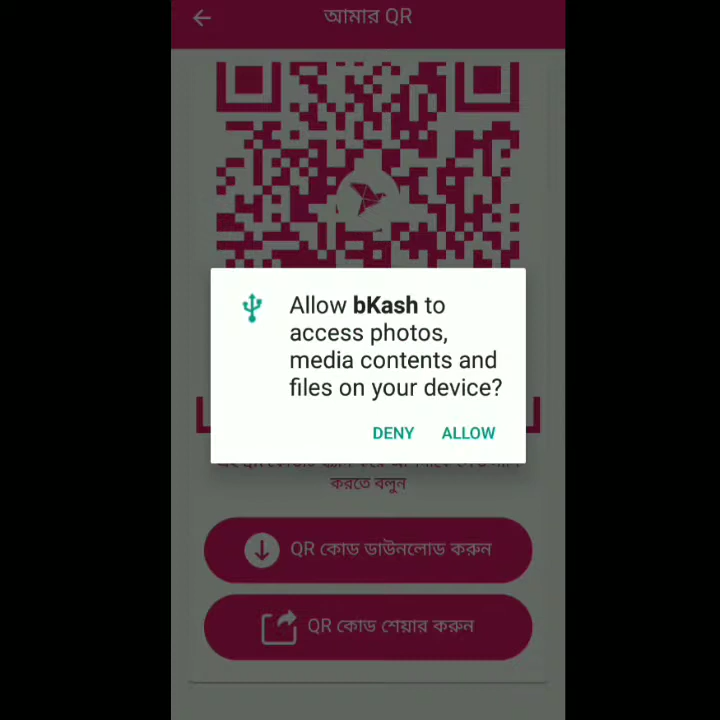 আমার QR
Allow bKash to
access photos,
media contents and
files on your device?
DENY ALLOW
করতে বলুন
QR কোড ডাউনলোড করুন
QR কোড শেয়ার করুন